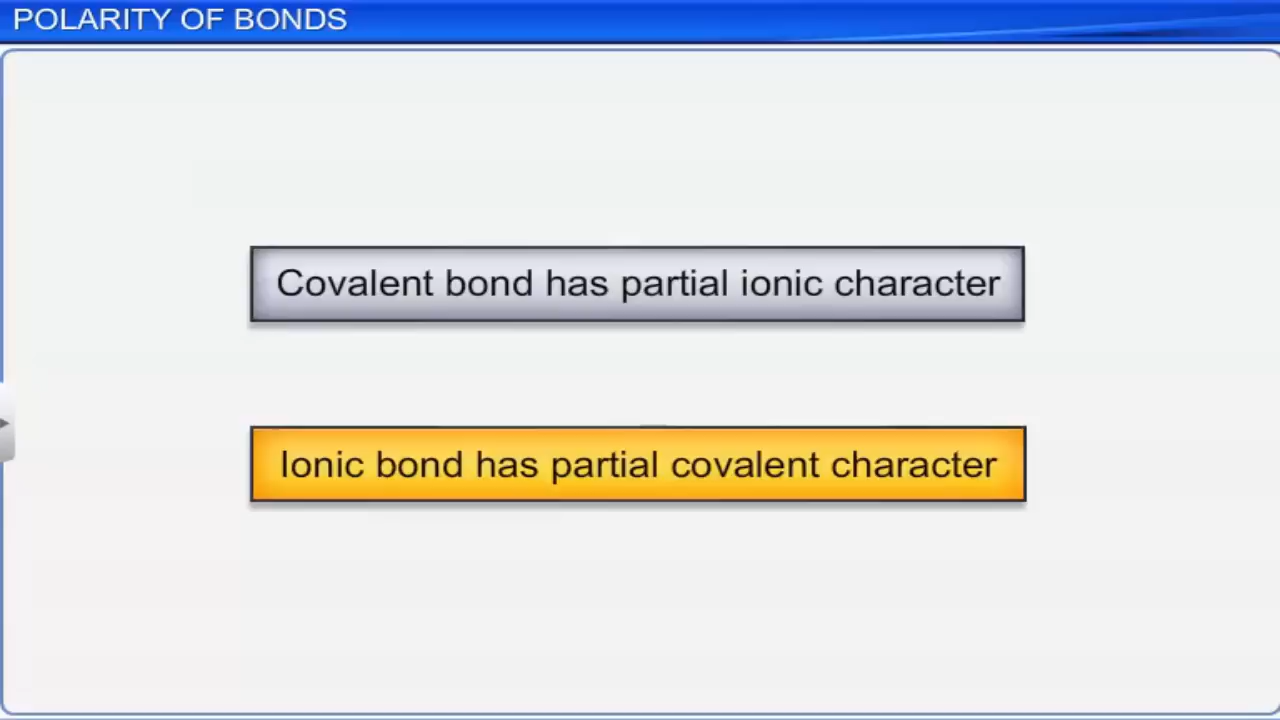 POLARITY OF BONDS
Covalent bond has partial ionic character
Ionic bond has partial covalent character